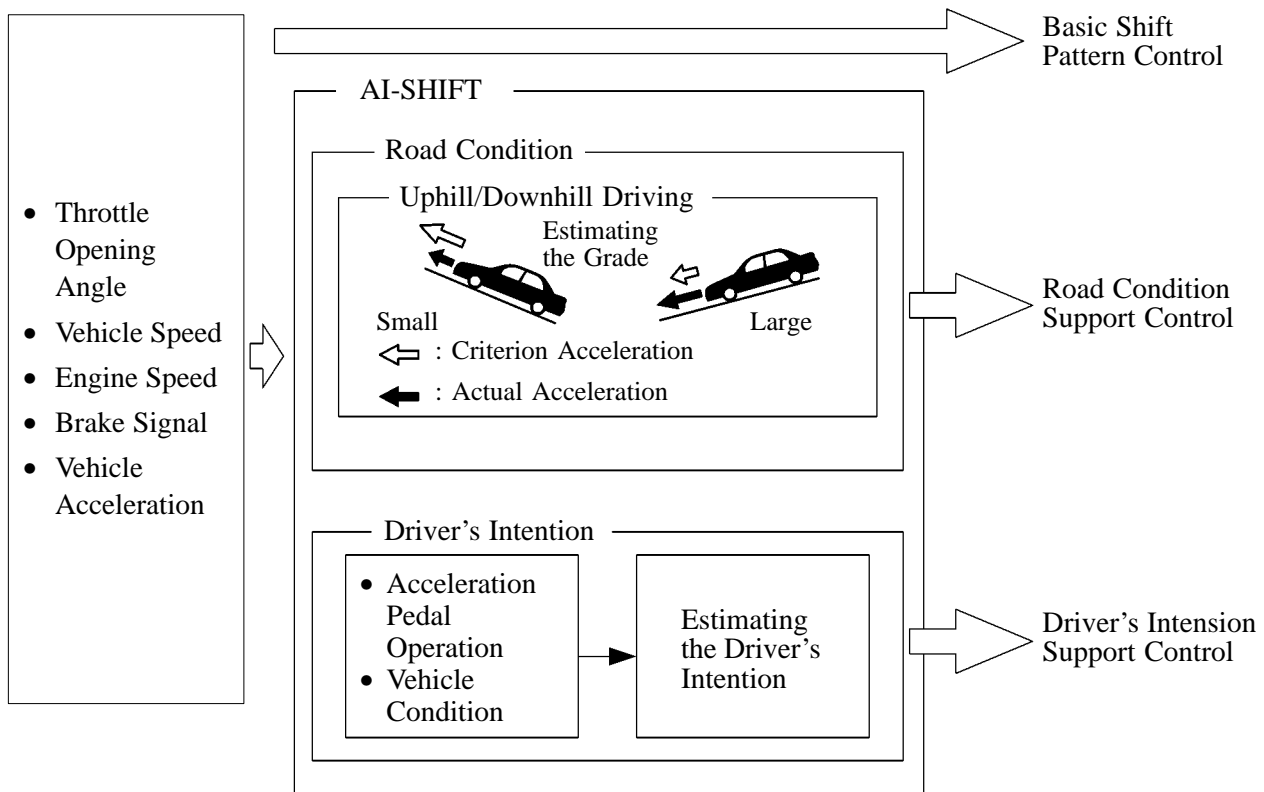 Basic Shift
Pattern Control
AI-SHIFT
Road Condition
Uphill/Downhill Driving
Estimating
the Grade
Small
Large
: Criterion Acceleration
: Actual Acceleration
• Throttle
Opening
Angle
• Vehicle Speed
• Engine Speed
• Brake Signal
• Vehicle
Acceleration
Road Condition
Support Control
Driver’s Intention
• Acceleration
Pedal
Operation
• Vehicle
Condition
Estimating
the Driver’s
Intention
Driver’s Intension
Support Control